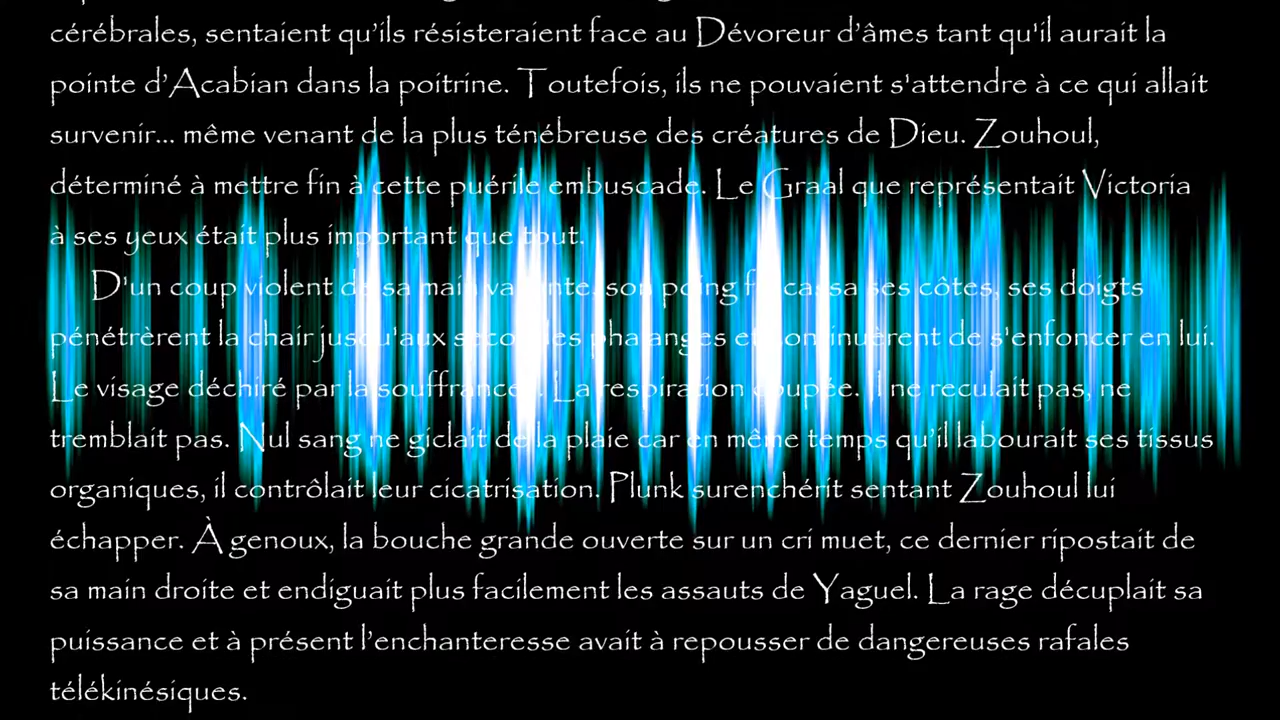 cérébrales, sentaient qu’ils résisteraient face au Dévoreur d’âmes tant qu'il aurait la
pointe d’Acabian dans la poitrine. Toutefois, ils ne pouvaient s'attendre à ce qui allait
survenir... même venant de la plus ténébreuse des créatures de Dieu. Zouhoul,
déterminé à mettre fin à cette puérile embuscade. Le Graal que représentait Victoria
à ses yeux était plus important que tout.
D'un coup violent de sa main son poing ses côtes, ses doigts
pénétrèrent la chair jusqu'aux secondes phalanges et continuèrent de s'enfoncer en lui.
Le visage déchiré par la souffrance. La respiration coupée. Il ne reculait pas, ne
tremblait pas. Nul sang ne giclait de la plaie car en même temps qu’il labourait ses tissus
organiques, il contrôlait leur cicatrisation. Plunk surenchérit sentant Zouhoul lui
échapper. À genoux, la bouche grande ouverte sur un cri muet, ce dernier ripostait de
sa main droite et endiguait plus facilement les assauts de Yaguel. La rage décuplait sa
puissance et à présent l’enchanteresse avait à repousser de dangereuses rafales
télékinésiques.